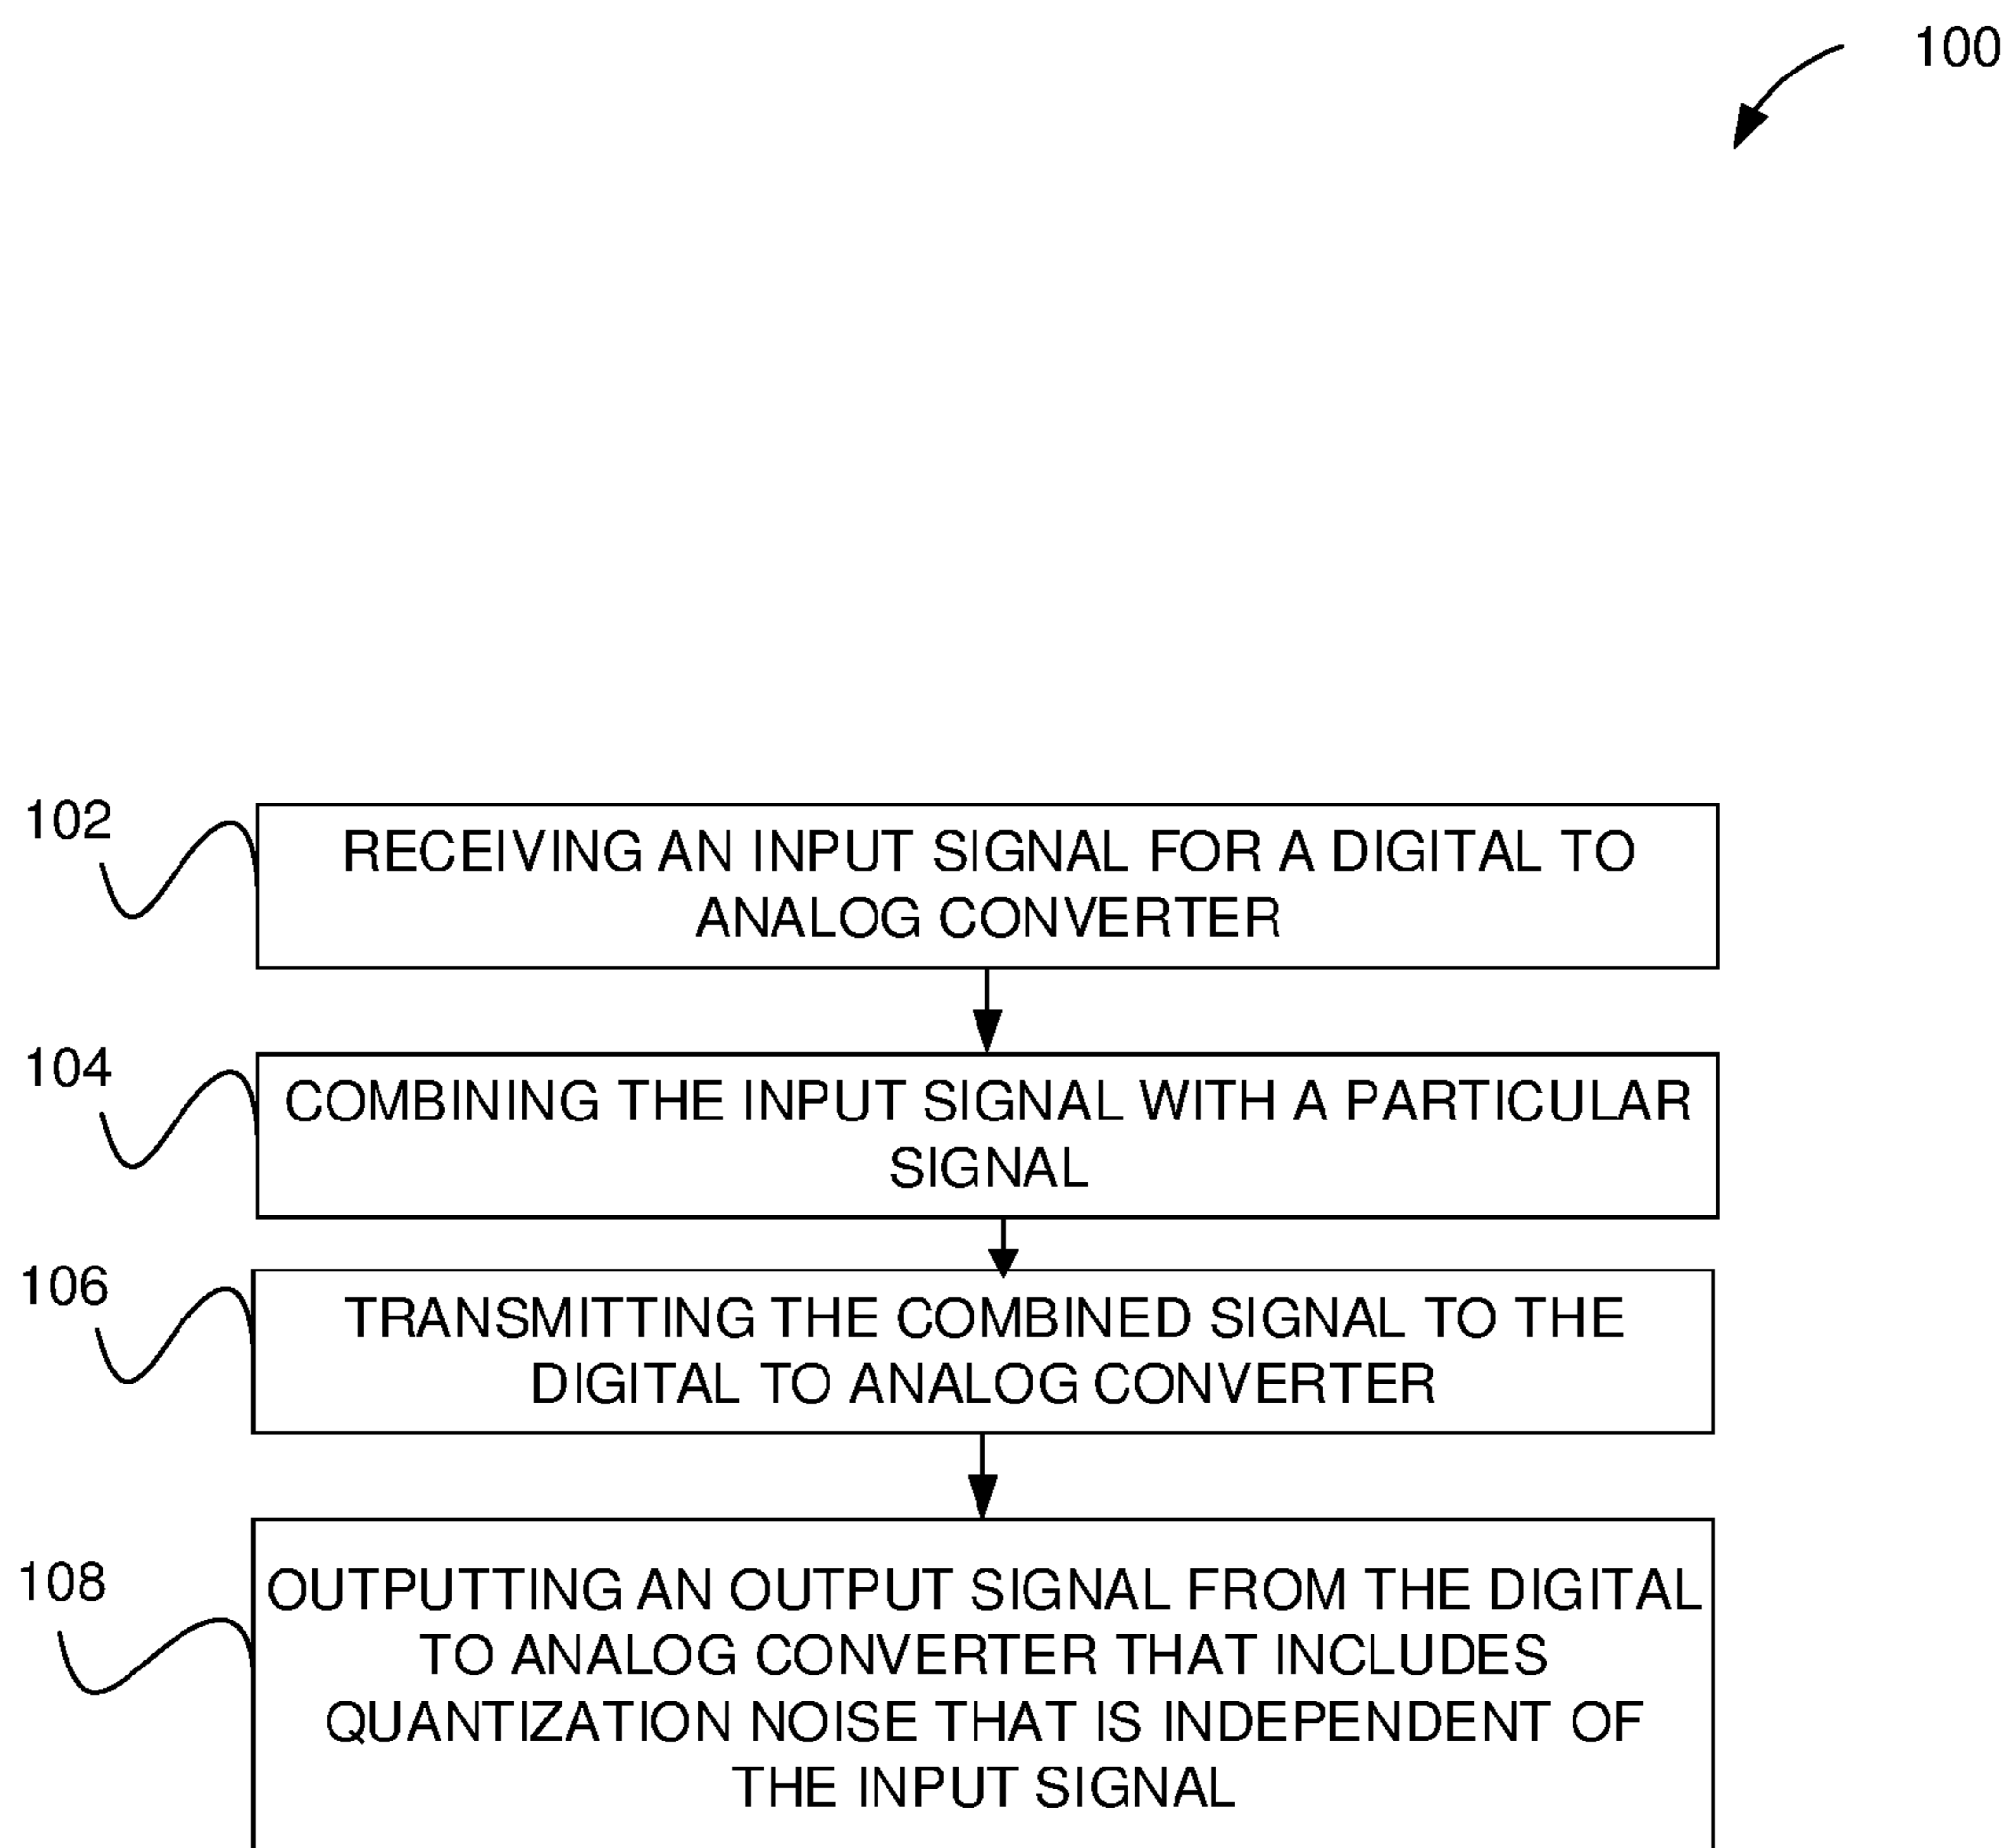 100
102
RECEIVING AN INPUT SIGNAL FOR A DIGITAL TO
ANALOG CONVERTER
104
COMBINING THE INPUT SIGNAL WITH A PARTICULAR
SIGNAL
106
TRANSMITTING THE COMBINED SIGNAL TO THE
DIGITAL TO ANALOG CONVERTER
108
OUTPUTTING AN OUTPUT SIGNAL FROM THE DIGITAL
TO ANALOG CONVERTER THAT INCLUDES
QUANTIZATION NOISE THAT IS INDEPENDENT OF
THE INPUT SIGNAL